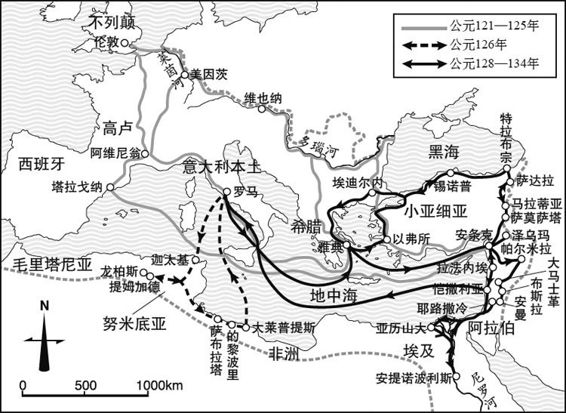 公元121—125年
公元126年
公元128—134年
不列颠
伦敦
莱茵河
美因茨
维也纳
多瑙河
高卢
阿维尼翁
西班牙
塔拉戈纳
意大利本土
罗马
黑海
特拉布宗
萨达拉
锡诺普
埃迪尔内
小亚细亚
马拉蒂亚
萨莫萨塔
希腊
雅典
以弗所
安条克
泽乌玛
帕尔米拉
毛里塔尼亚
迦太基
龙柏斯
提姆加德
拉法内埃
地中海
恺撒利亚
大马士革
布斯拉
安曼
努米底亚
耶路撒冷
阿拉伯
萨布拉塔
的黎波里
大莱普提斯
亚历山大
非洲
埃及
安提诺波利斯
尼罗河
N
0
500
1000km